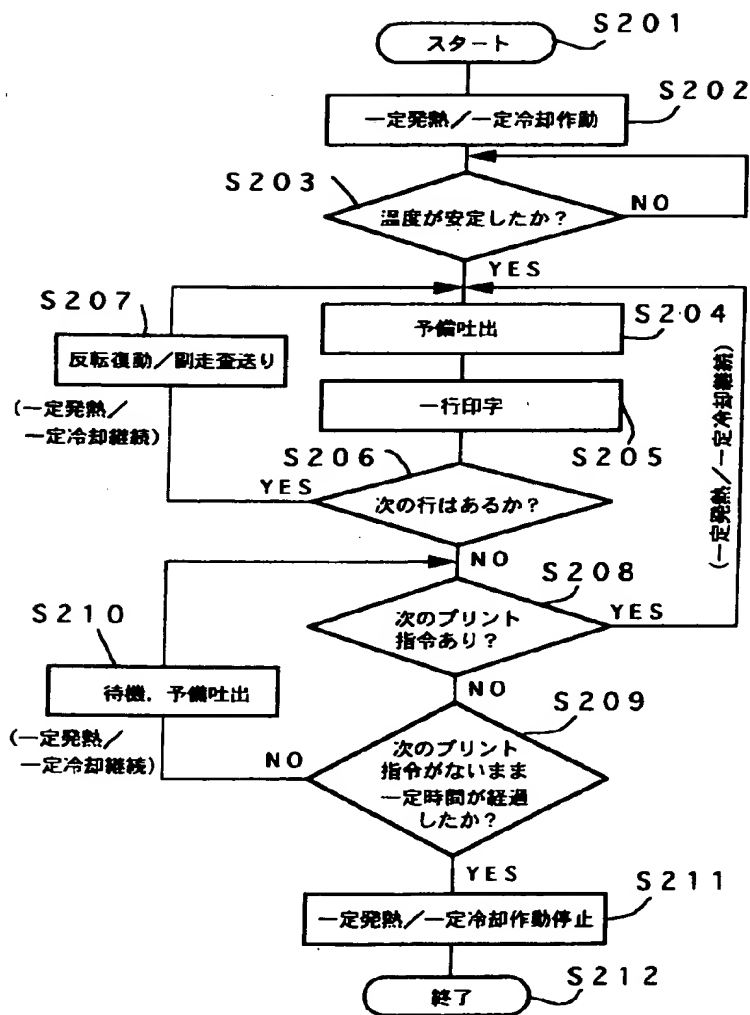 S201
スタート
S202
一定発熱／一定冷却作動
S203
温度が安定したか？
NO
YES
S207
S204
予備吐出
反転復動／副走査送り
(一定発熱／
一定冷却継続)
一行印字
S205
(一定発熱／一定冷却継続)
S206
YES
次の行はあるか？
NO
S208
次のプリント
指令あり？
YES
S210
待機．予備吐出
(一定発熱／
一定冷却継続)
NO
S209
NO
次のプリント
指令がないまま
一定時間が経過
したか？
YES
S211
一定発熱／一定冷却作動停止
S212
終了